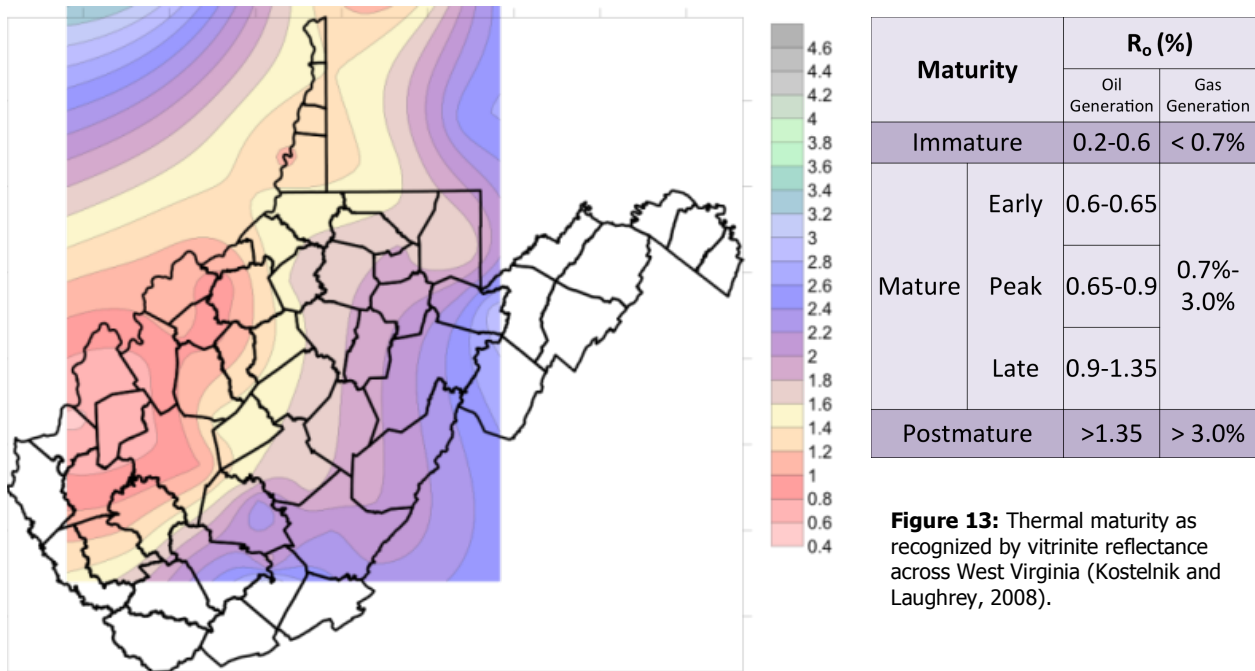 4.6
4.4
4.2
4
3.8
3.6
3.4
3.2
3
2.8
2.6
2.4
2.2
2
1.8
1.6
1.4
1.2
1
0.8
0.6
0.4
Maturity
Rₒ (%)
Oil Generation
Gas Generation
Immature
0.2-0.6
< 0.7%
Mature
Early
0.6-0.65
Peak
0.65-0.9
Late
0.9-1.35
0.7%-
3.0%
Postmature
>1.35
> 3.0%
Figure 13: Thermal maturity as
recognized by vitrinite reflectance
across West Virginia (Kostelnik and
Laughrey, 2008).